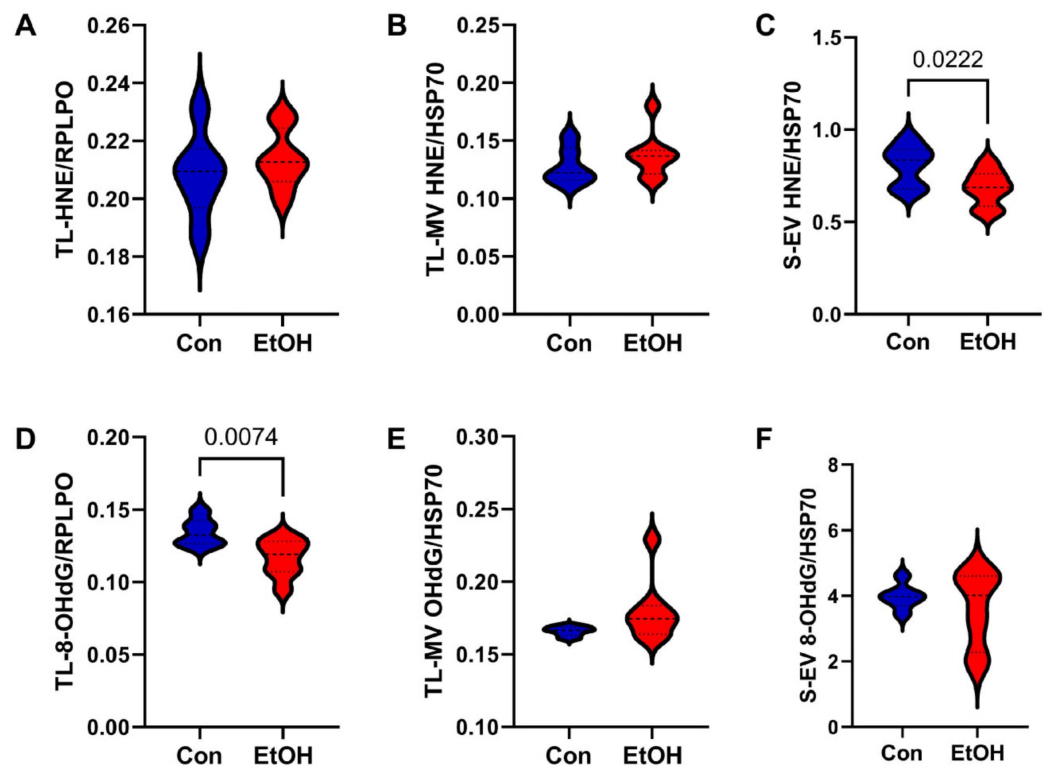 A
TL-HNE/RPLPO
0.26
0.24
0.22
0.20
0.18
0.16
Con EtOH
B
TL-MV HNE/HSP70
0.25
0.20
0.15
0.10
0.05
0.00
Con EtOH
C
S-EV HNE/HSP70
1.5
1.0
0.5
0.0
0.0222
Con EtOH
D
TL-8-OHdG/RPLPO
0.20
0.15
0.10
0.05
0.00
0.0074
Con EtOH
E
TL-MV OHdG/HSP70
0.30
0.25
0.20
0.15
0.10
Con EtOH
F
S-EV 8-OHdG/HSP70
8
6
4
2
0
Con EtOH